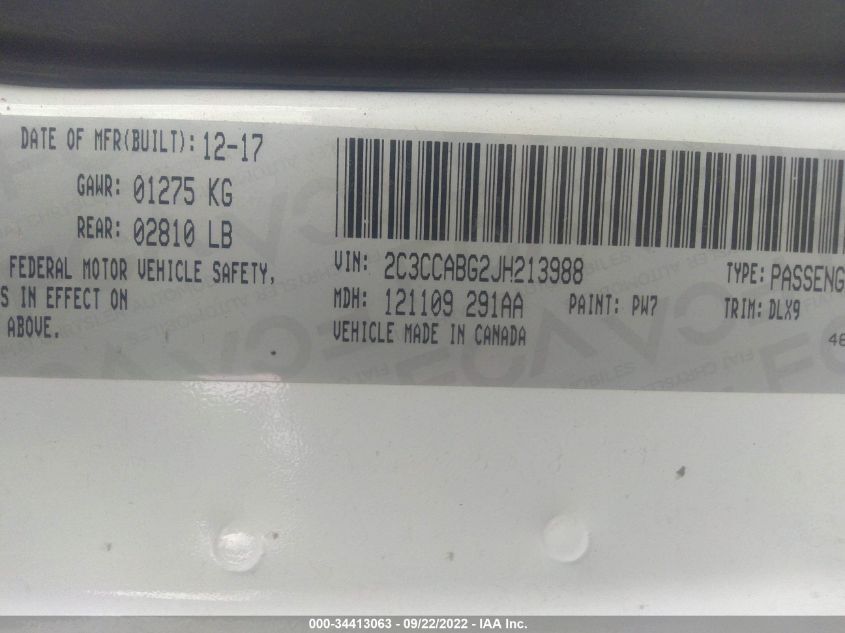 DATE OF MFR(BUILT): 12-17
GAWR: 01275 KG
REAR: 02810 LB
FEDERAL MOTOR VEHICLE SAFETY,
S IN EFFECT ON
ABOVE.
VIN: 2C3CCABG2JH213988
TYPE: PASSENG
MDH: 121109 291AA
PAINT: PW7
TRIM: DLX9
VEHICLE MADE IN CANADA
48
000-34413063 - 09/22/2022 - IAA Inc.